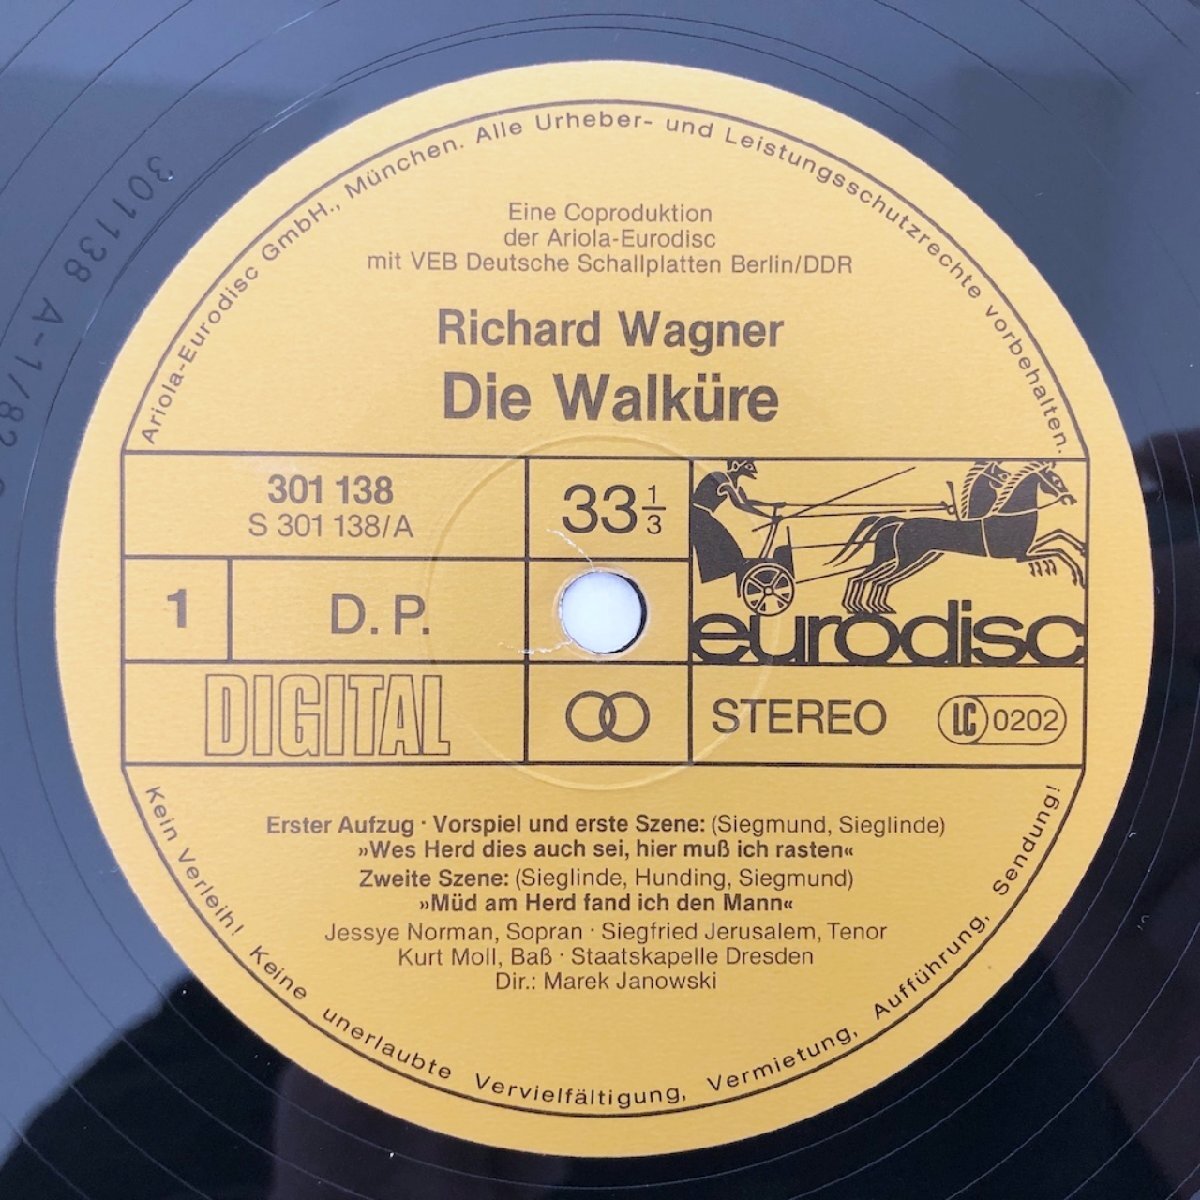 Ariola-Eurodisc GmbH., München. Alle Urheber- und Leistungsschutzrechte vorbehalten.
Eine Coproduktion
der Ariola-Eurodisc
mit VEB Deutsche Schallplatten Berlin/DDR
Richard Wagner
Die Walküre
301 138
S 301 138/A
33 1/3
1
D. P.
eurodisc
DIGITAL
STEREO
LC 0202
Erster Aufzug · Vorspiel und erste Szene: (Siegmund, Sieglinde)
»Wes Herd dies auch sei, hier muß ich rasten«
Zweite Szene: (Sieglinde, Hunding, Siegmund)
»Müd am Herd fand ich den Mann«
Jessye Norman, Sopran · Siegfried Jerusalem, Tenor
Kurt Moll, Baß · Staatskapelle Dresden
Dir.: Marek Janowski
Kein Verleih! Keine unerlaubte Vervielfältigung, Vermietung, Aufführung, Sendung!
301138 A-1/82